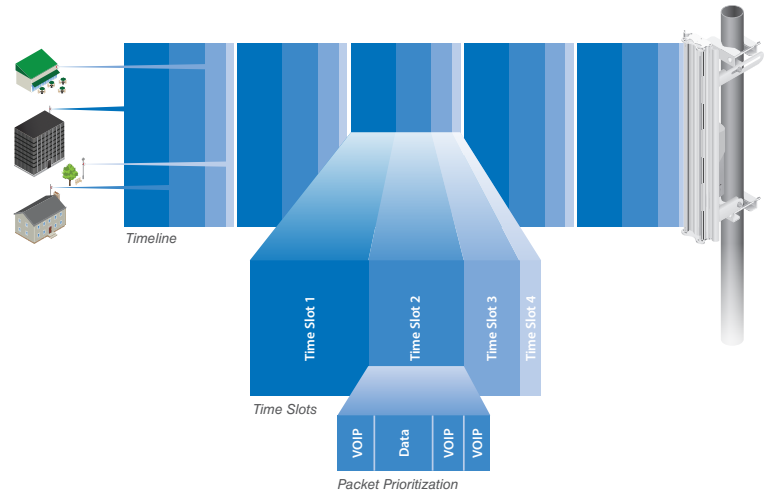 Timeline
Time Slot 1
Time Slot 2
Time Slot 3
Time Slot 4
Time Slots
VOIP
Data
VOIP
VOIP
Packet Prioritization